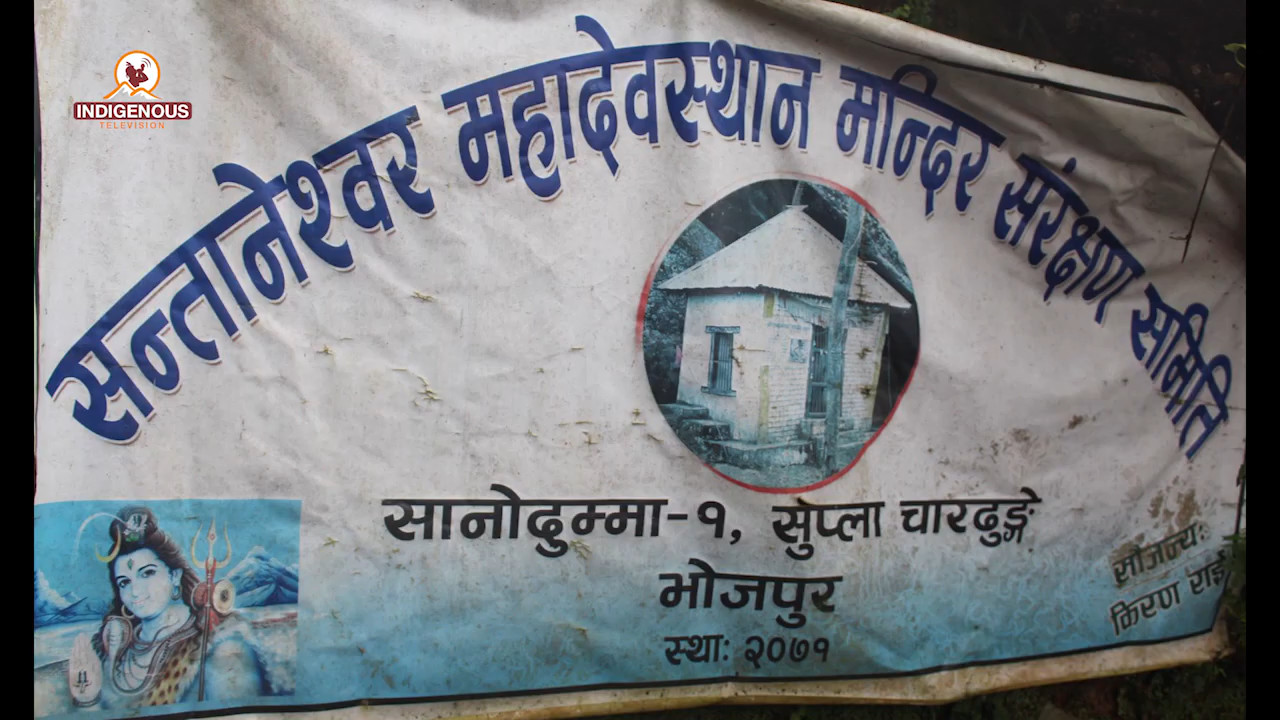 INDIGENOUS
TELEVISION
सन्तानेश्वर महादेवस्थान मन्दिर संरक्षण समिति
सानोदुम्मा-१, सुप्ला चारढुङ्गे
भोजपुर
स्थाः २०७१
सौजन्यः
किरण राई